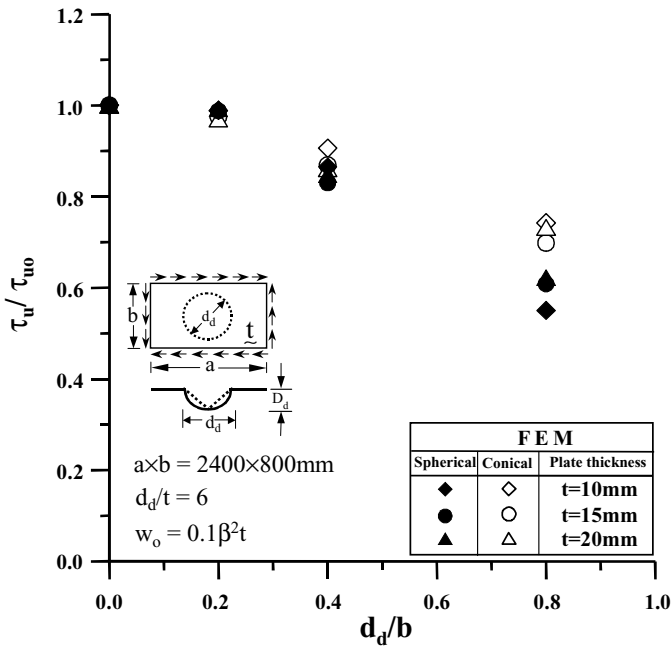 1.2
1.0
0.8
0.6
0.4
0.2
0.0
τu/ τuo
0.0 0.2 0.4 0.6 0.8 1.0
dd/b
b
dd
t
a
Dd
dd
a×b = 2400×800mm
dd/t = 6
wo = 0.1β²t
F E M
Spherical Conical Plate thickness
t=10mm
t=15mm
t=20mm